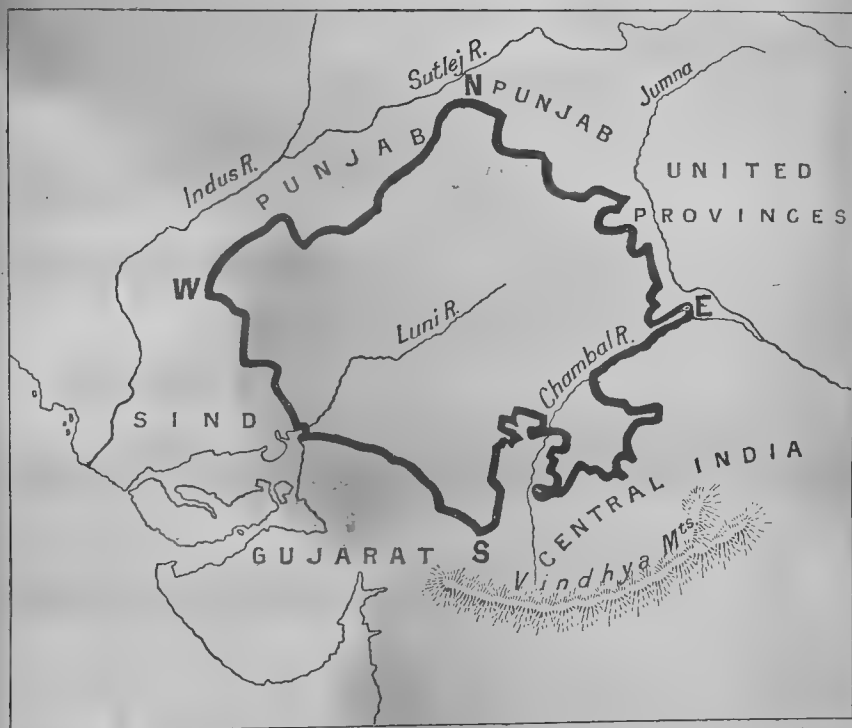 Sutlej R.
N
PUNJAB
Jumna
Indus R.
PUNJAB
UNITED
PROVINCES
W
E
Luni R.
Chambal R.
SIND
CENTRAL INDIA
GUJARAT
S
Vindhya Mts.